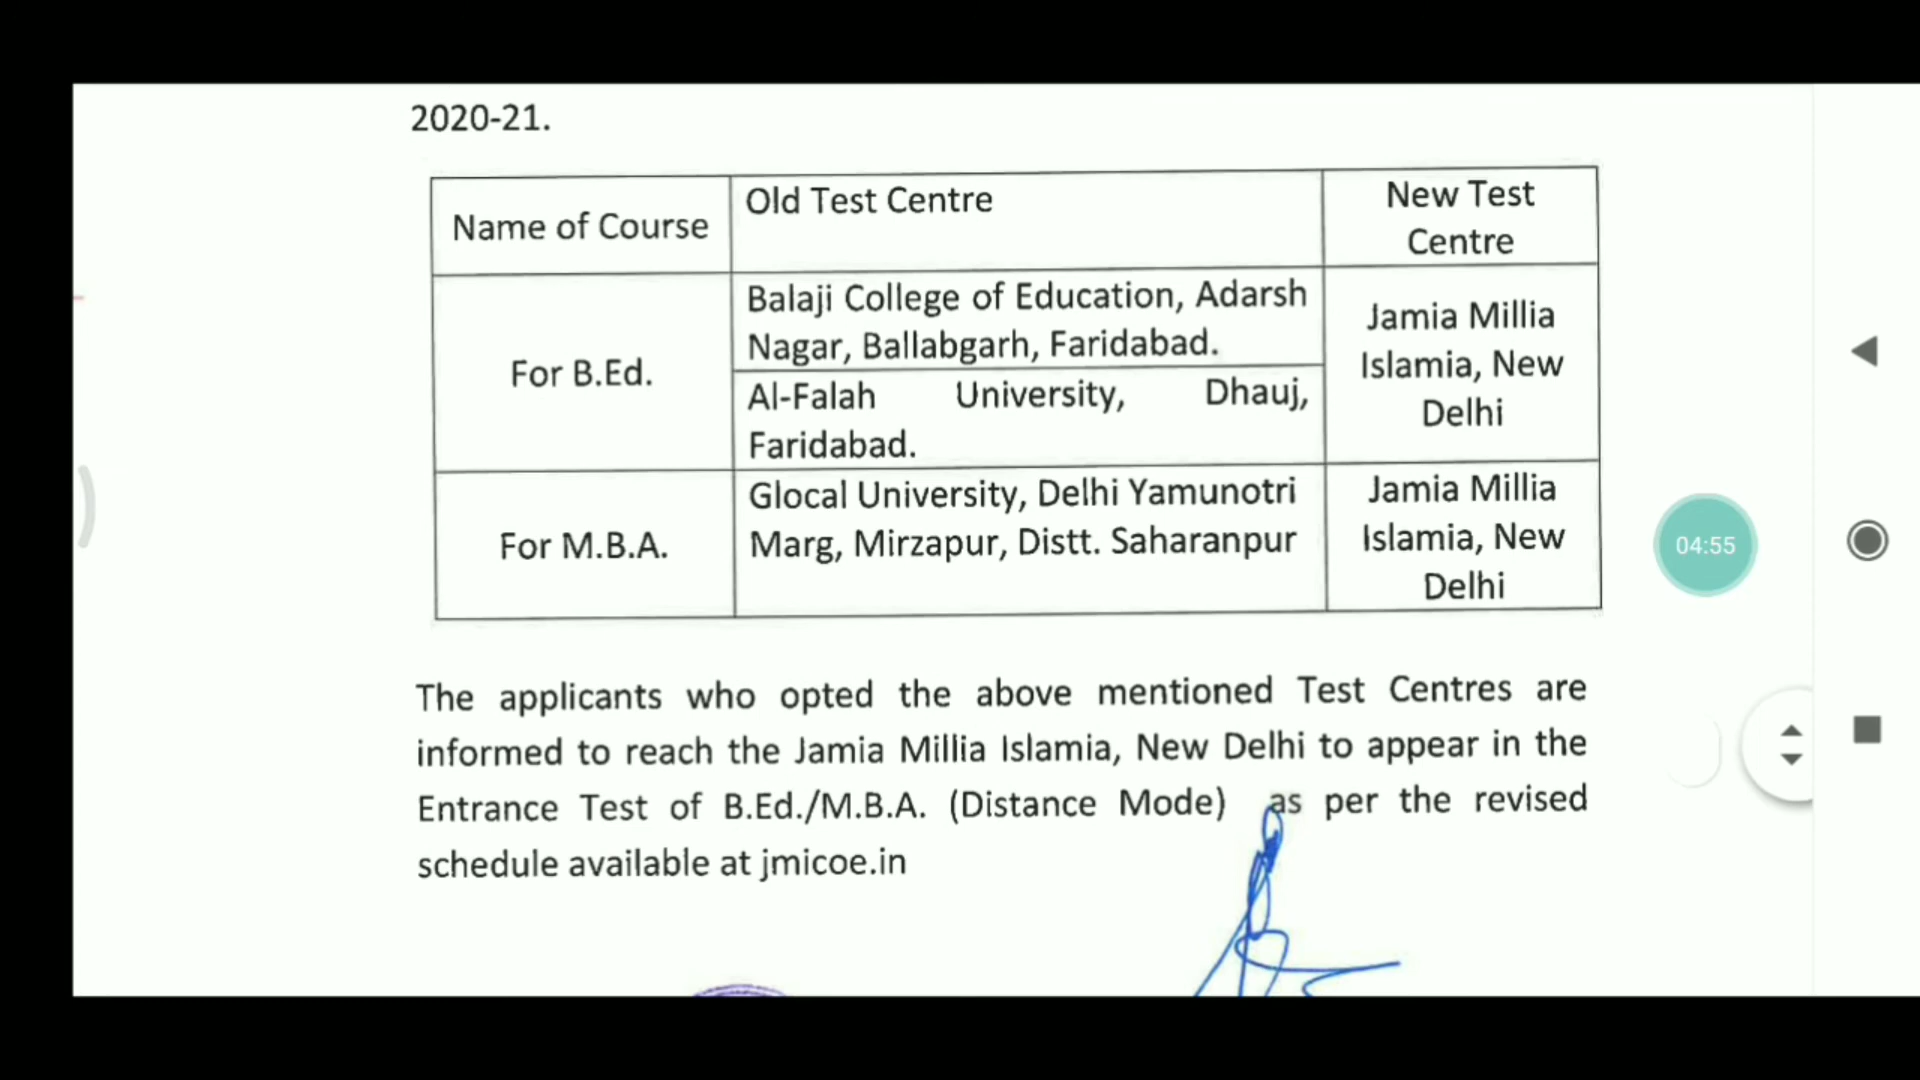 2020-21.
Name of Course
Old Test Centre
New Test
Centre
For B.Ed.
Balaji College of Education, Adarsh
Nagar, Ballabgarh, Faridabad.
Al-Falah University, Dhauj,
Faridabad.
Jamia Millia
Islamia, New
Delhi
For M.B.A.
Glocal University, Delhi Yamunotri
Marg, Mirzapur, Distt. Saharanpur
Jamia Millia
Islamia, New
Delhi
04:55
The applicants who opted the above mentioned Test Centres are
informed to reach the Jamia Millia Islamia, New Delhi to appear in the
Entrance Test of B.Ed./M.B.A. (Distance Mode) as per the revised
schedule available at jmicoe.in